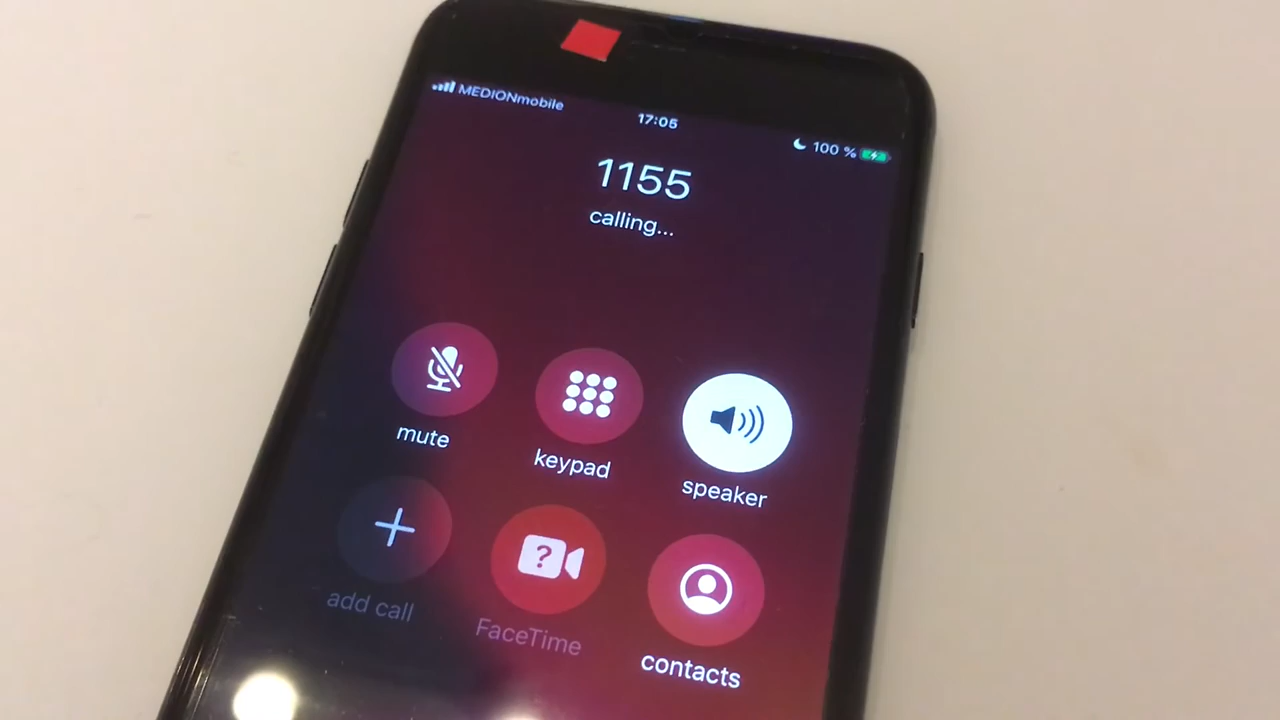 MEDIONmobile
17:05
100 %
1155
calling...
mute
keypad
speaker
add call
?
FaceTime
contacts